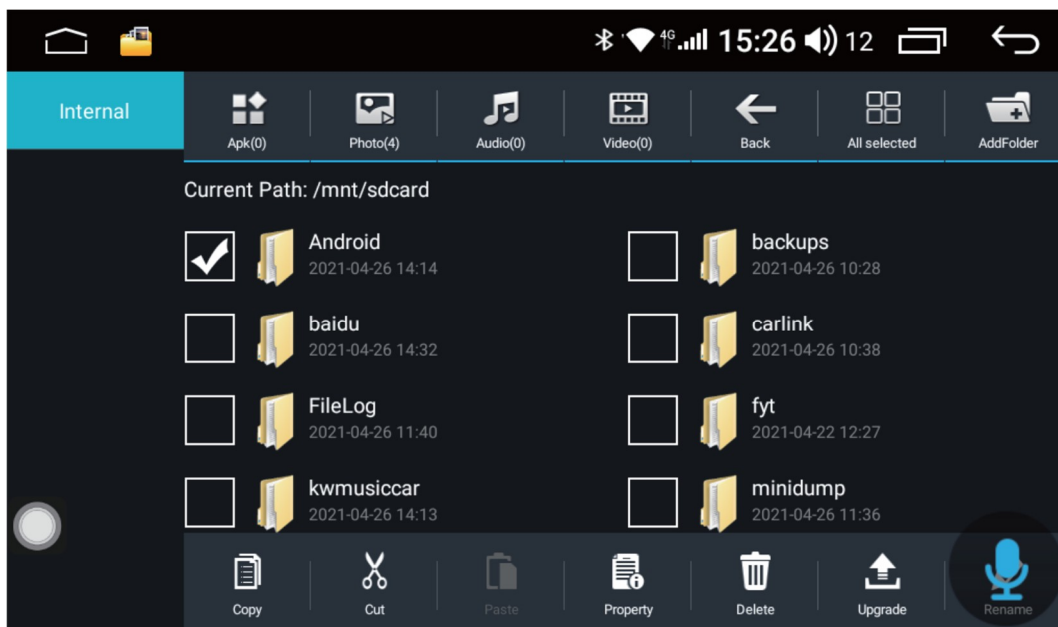 4G 15:26 12
Internal
Apk(0) Photo(4) Audio(0) Video(0) Back All selected AddFolder
Current Path: /mnt/sdcard
Android backups
2021-04-26 14:14 2021-04-26 10:28
baidu carlink
2021-04-26 14:32 2021-04-26 10:38
FileLog fyt
2021-04-26 11:40 2021-04-22 12:27
kwmusiccar minidump
2021-04-26 14:13 2021-04-26 11:36
Copy Cut Paste Property Delete Upgrade Rename